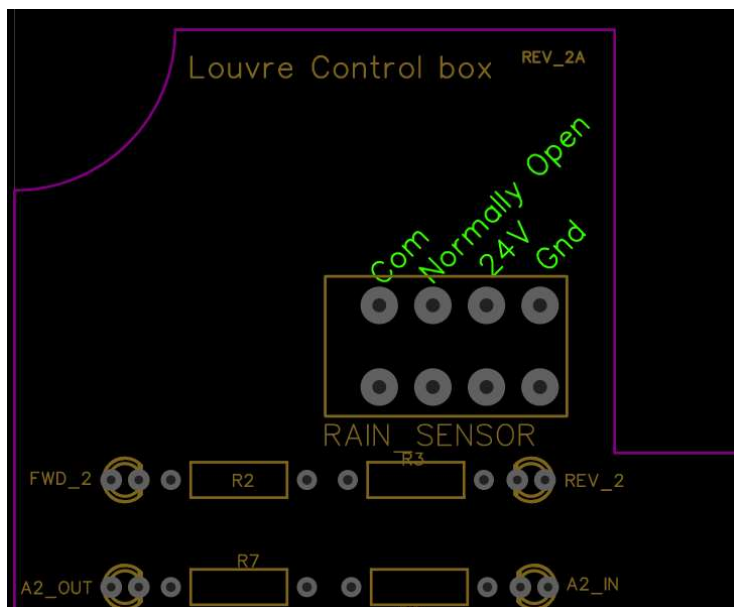 Louvre Control box
REV_2A
Com
Normally Open
24V
Gnd
RAIN_SENSOR
FWD_2
R2
R3
REV_2
R7
A2_OUT
A2_IN